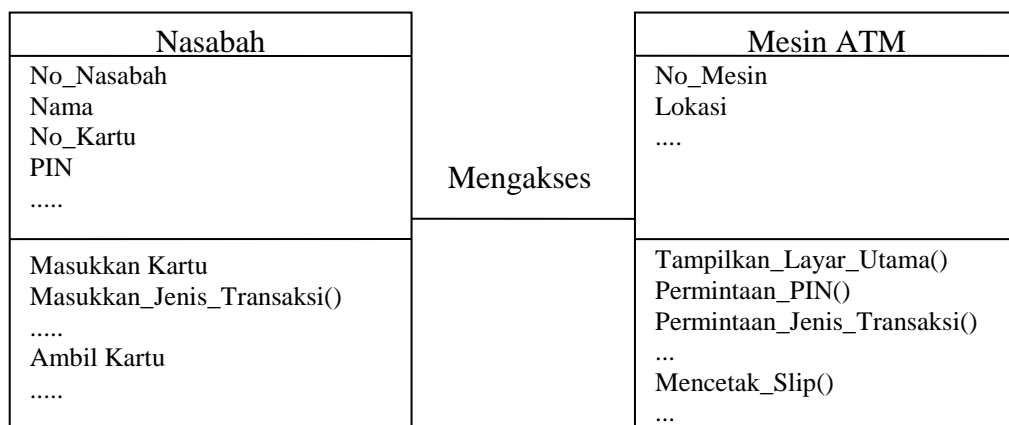 Nasabah
No_Nasabah
Nama
No_Kartu
PIN
.....
Masukkan Kartu
Masukkan_Jenis_Transaksi()
.....
Ambil Kartu
.....
Mengakses
Mesin ATM
No_Mesin
Lokasi
....
Tampilkan_Layar_Utama()
Permintaan_PIN()
Permintaan_Jenis_Transaksi()
...
Mencetak_Slip()
...